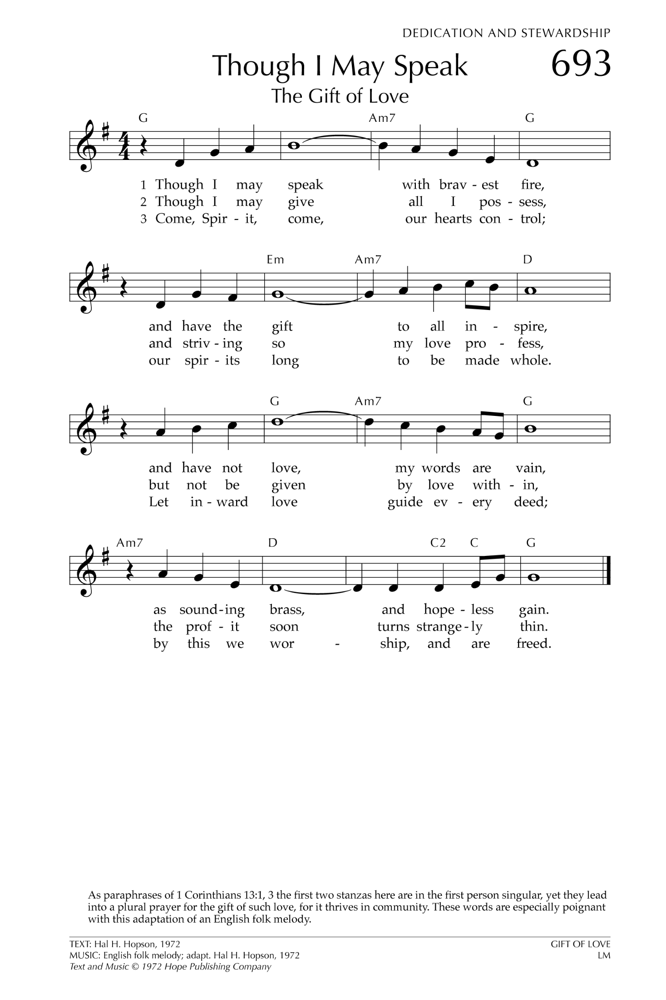 DEDICATION AND STEWARDSHIP
Though I May Speak 693
The Gift of Love
G Am7 G
4
4
1 Though I may speak with brav - est fire,
2 Though I may give all I pos - sess,
3 Come, Spir - it, come, our hearts con - trol;
Em Am7 D
and have the gift to all in - spire,
and striv - ing so my love pro - fess,
our spir - its long to be made whole.
G Am7 G
and have not love, my words are vain,
but not be given by love with - in,
Let in - ward love guide ev - ery deed;
Am7 D C2 C G
as sound - ing brass, and hope - less gain.
the prof - it soon turns strange - ly thin.
by this we wor - ship, and are freed.
As paraphrases of 1 Corinthians 13:1, 3 the first two stanzas here are in the first person singular, yet they lead
into a plural prayer for the gift of such love, for it thrives in community. These words are especially poignant
with this adaptation of an English folk melody.
TEXT: Hal H. Hopson, 1972 GIFT OF LOVE
MUSIC: English folk melody; adapt. Hal H. Hopson, 1972 LM
Text and Music © 1972 Hope Publishing Company